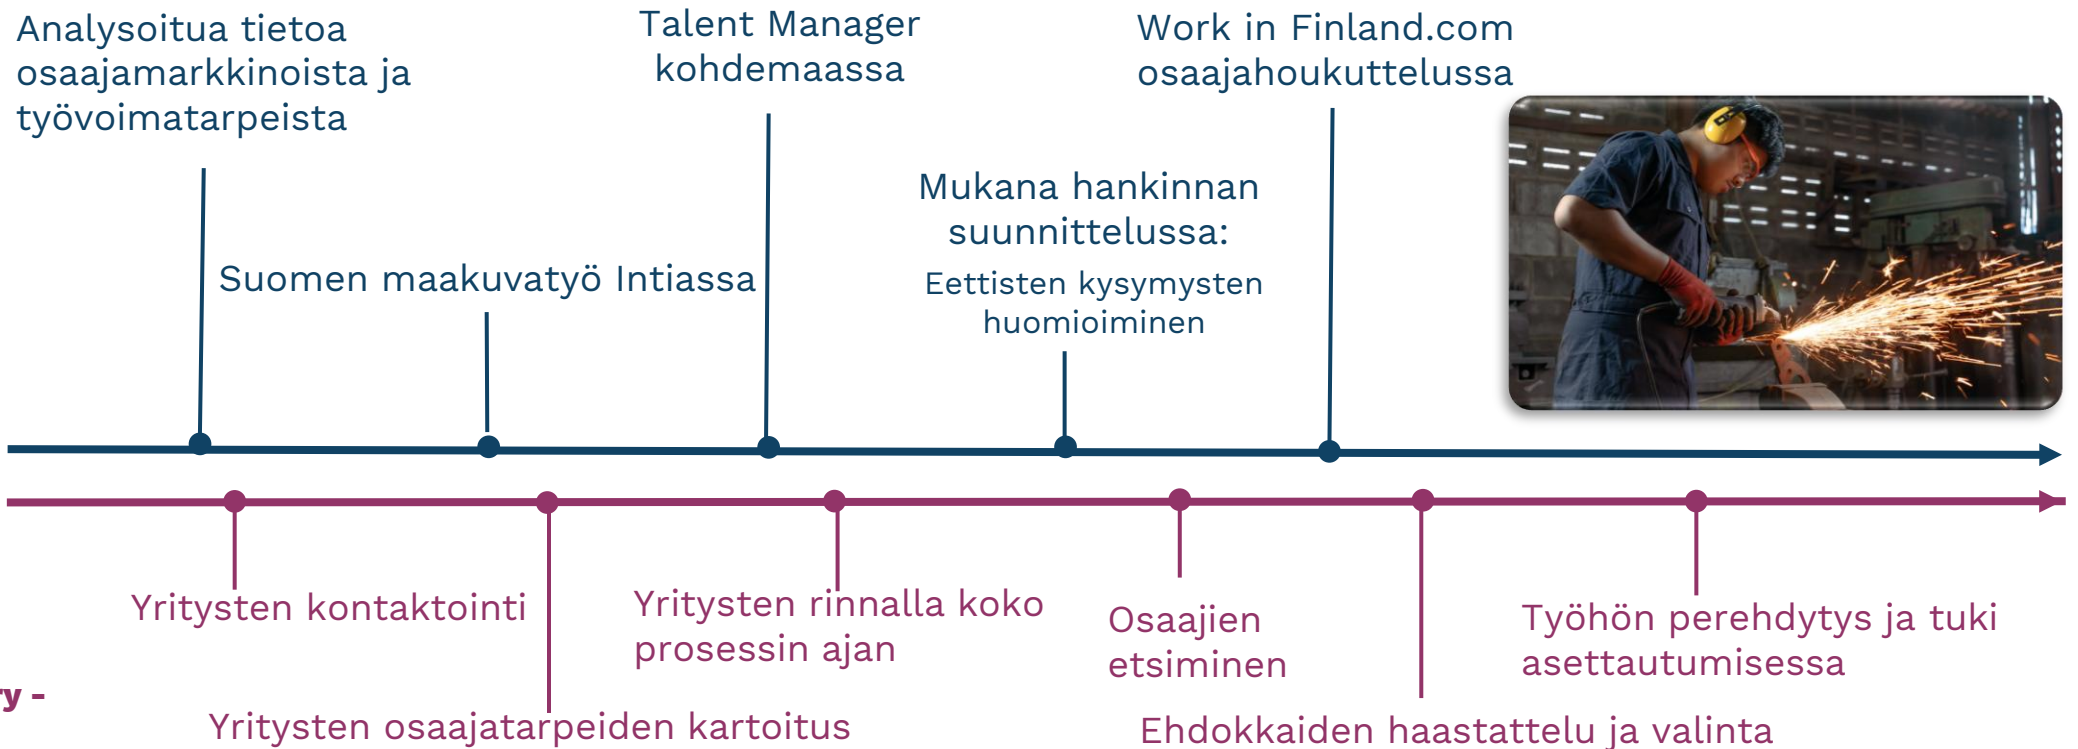 Analysoitua tietoa
osaajamarkkinoista ja
työvoimatarpeista
Suomen maakuvatyö Intiassa
Talent Manager
kohdemaassa
Mukana hankinnan
suunnittelussa:
Eettisten kysymysten
huomioiminen
Work in Finland.com
osaajahoukuttelussa
Yritysten kontaktointi
Yritysten osaajatarpeiden kartoitus
Yritysten rinnalla koko
prosessin ajan
Osaajien
etsiminen
Ehdokkaiden haastattelu ja valinta
Työhön perehdytys ja tuki
asettautumisessa